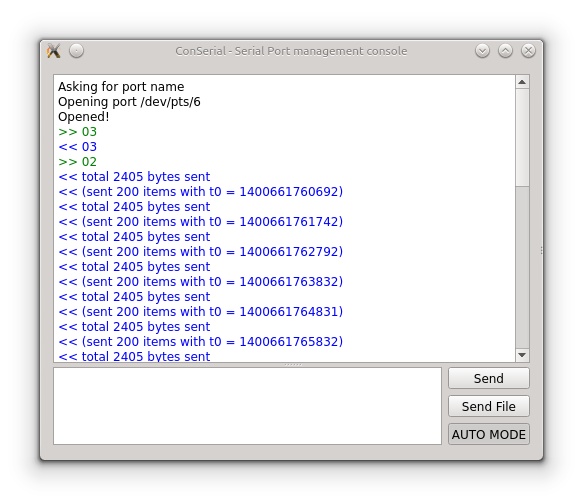 ConSerial - Serial Port management console
Asking for port name
Opening port /dev/pts/6
Opened!
>> 03
<< 03
>> 02
<< total 2405 bytes sent
<< (sent 200 items with t0 = 1400661760692)
<< total 2405 bytes sent
<< (sent 200 items with t0 = 1400661761742)
<< total 2405 bytes sent
<< (sent 200 items with t0 = 1400661762792)
<< total 2405 bytes sent
<< (sent 200 items with t0 = 1400661763832)
<< total 2405 bytes sent
<< (sent 200 items with t0 = 1400661764831)
<< total 2405 bytes sent
<< (sent 200 items with t0 = 1400661765832)
<< total 2405 bytes sent
Send
Send File
AUTO MODE